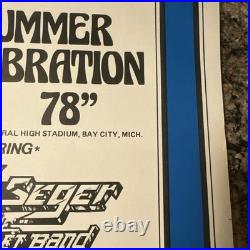 UMMER
BRATION
78”
RAL HIGH STADIUM, BAY CITY, MICH.
RING*
SEGER
Band